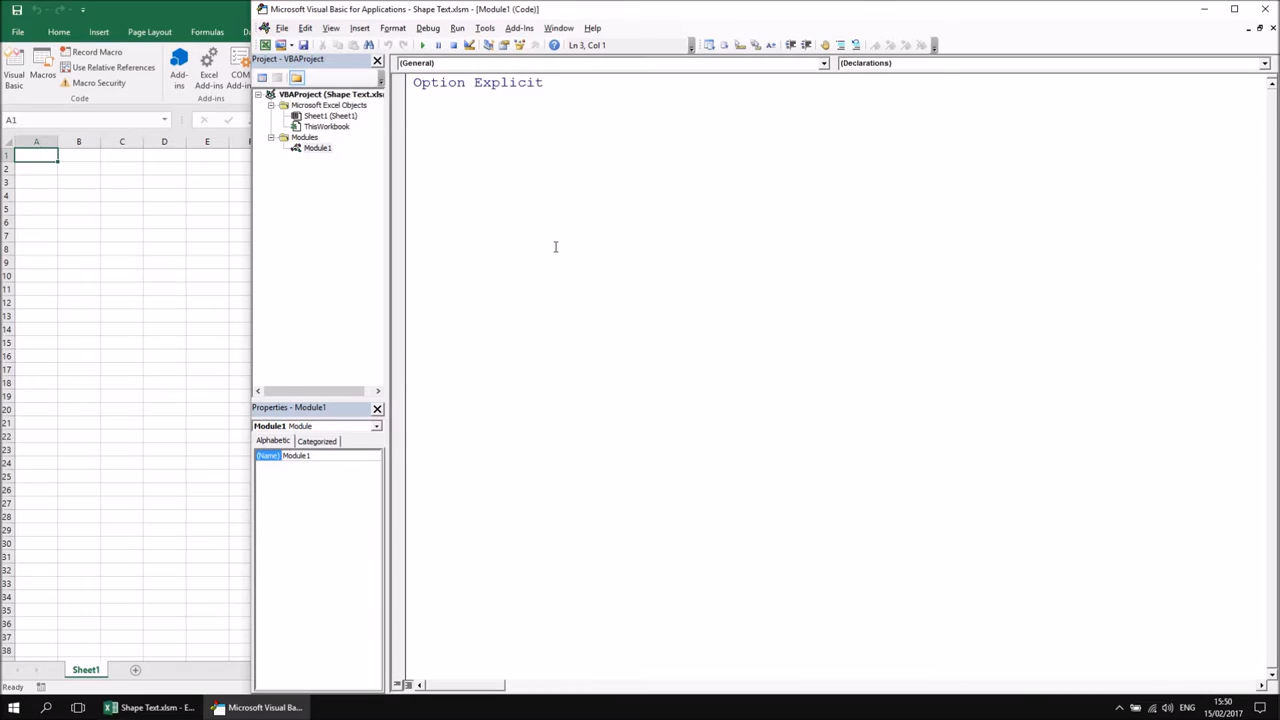 Microsoft Visual Basic for Applications - Shape Text.xlsm - [Module1 (Code)]
File Home Insert Page Layout Formulas Da
File Edit View Insert Format Debug Run Tools Add-Ins Window Help
Ln 3, Col 1
Visual Basic
Macros
Record Macro
Use Relative References
Macro Security
Code
Add-ins
Excel Add-ins
COM Add-ins
Add-ins
A1
A B C D E
1
2
3
4
5
6
7
8
9
10
11
12
13
14
15
16
17
18
19
20
21
22
23
24
25
26
27
28
29
30
31
32
33
34
35
36
37
38
Sheet1
Ready
Project - VBAProject
VBAProject (Shape Text.xls
Microsoft Excel Objects
Sheet1 (Sheet1)
ThisWorkbook
Modules
Module1
Properties - Module1
Module1 Module
Alphabetic Categorized
(Name) Module1
(General) (Declarations)
Option Explicit
Shape Text.xlsm - E...
Microsoft Visual Ba...
ENG
15:50
15/02/2017